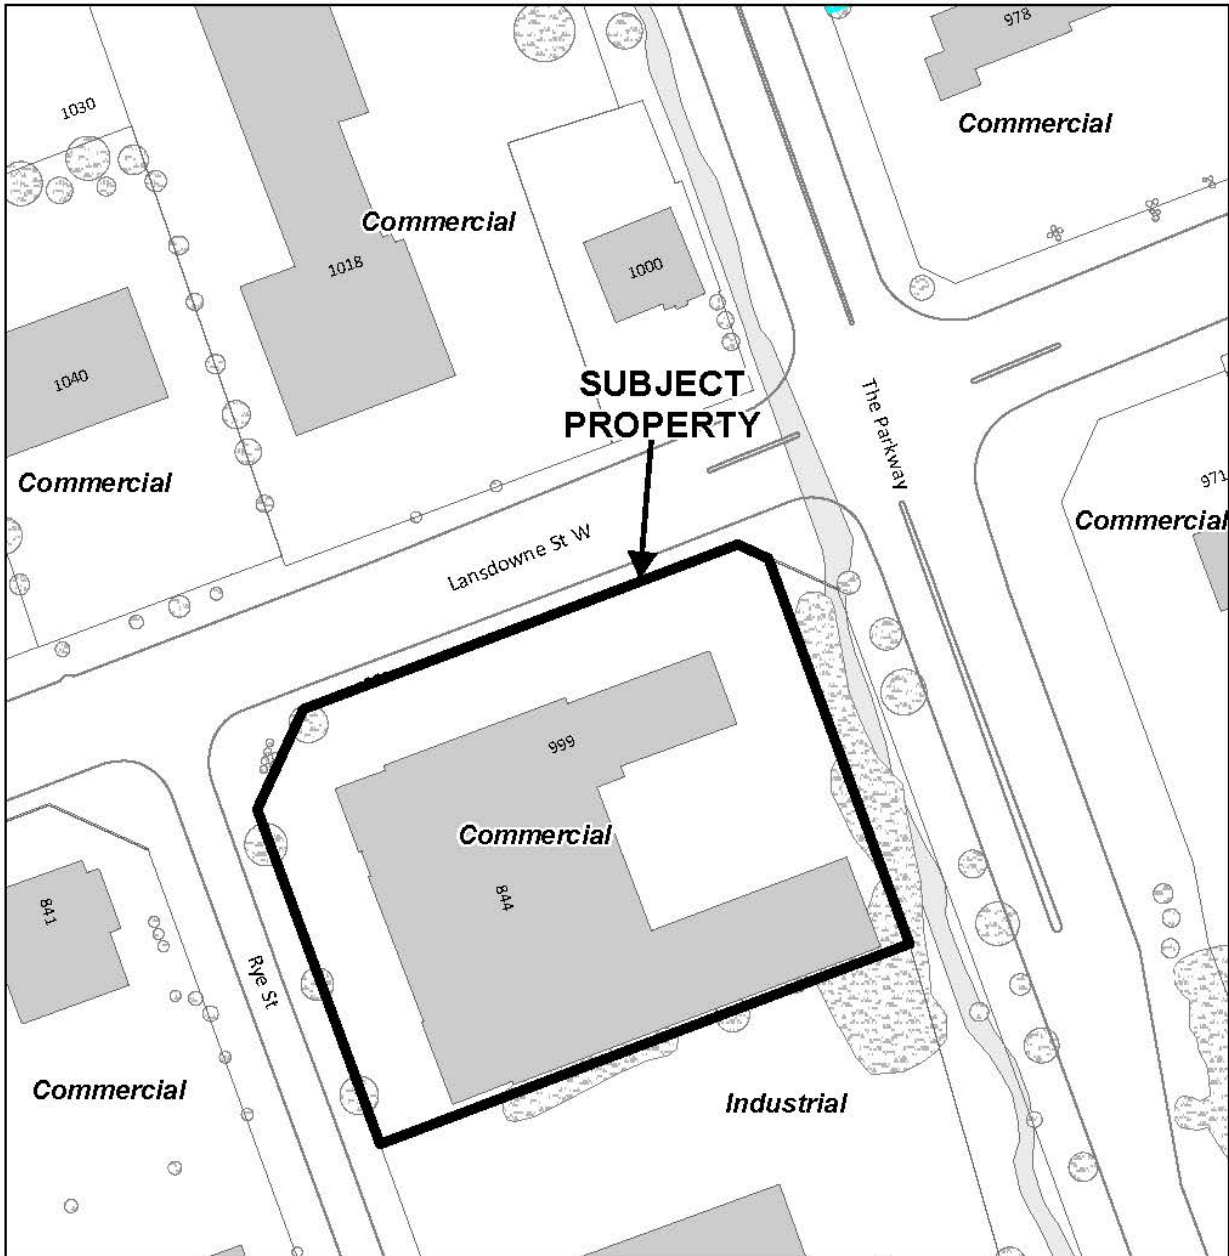 978
1030
Commercial
Commercial
1018
1000
1040
SUBJECT
PROPERTY
The Parkway
Commercial
971
Commercial
Lansdowne St W
999
Commercial
844
841
Rye St
Commercial
Industrial